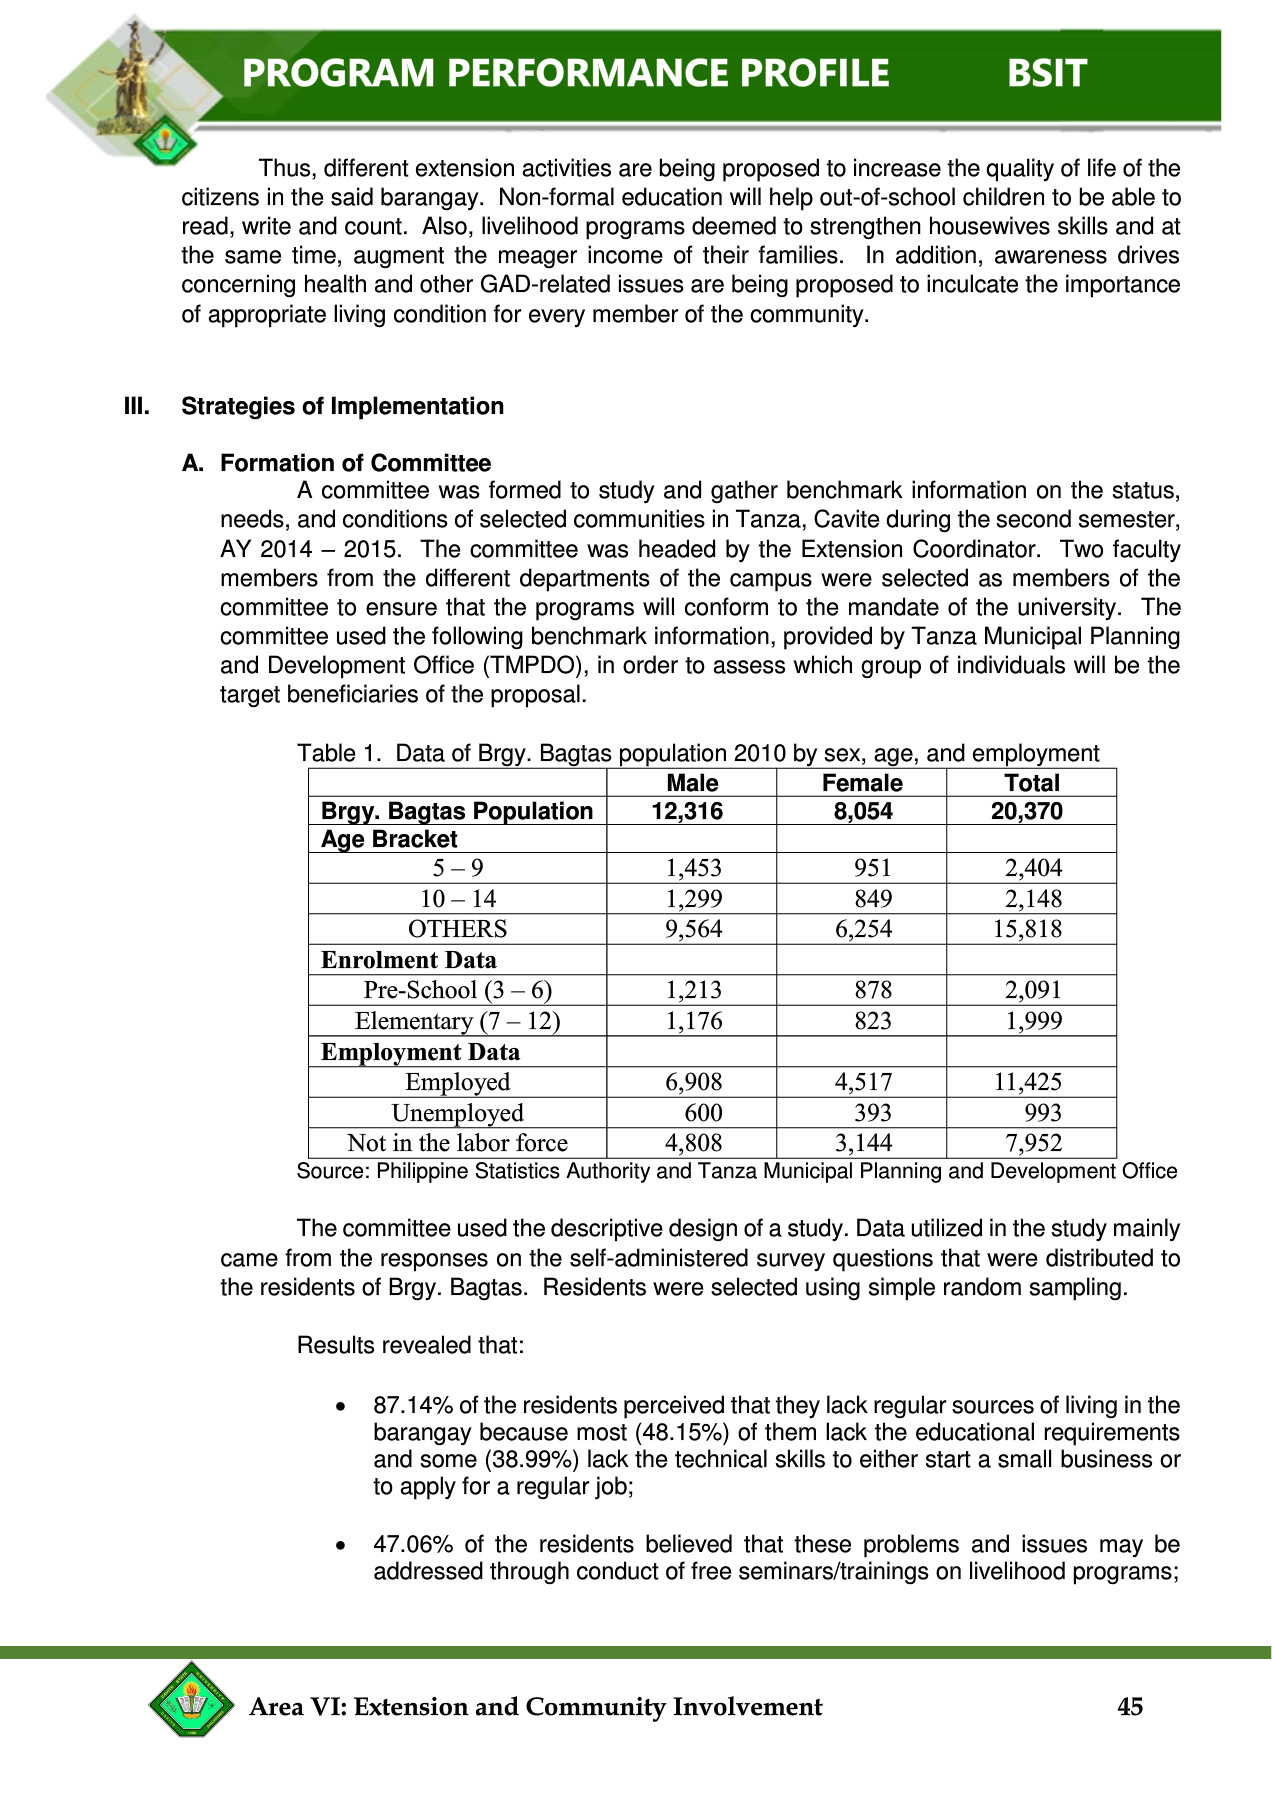 PROGRAM PERFORMANCE PROFILE BSIT
Thus, different extension activities are being proposed to increase the quality of life of the
citizens in the said barangay. Non-formal education will help out-of-school children to be able to
read, write and count. Also, livelihood programs deemed to strengthen housewives skills and at
the same time, augment the meager income of their families. In addition, awareness drives
concerning health and other GAD-related issues are being proposed to inculcate the importance
of appropriate living condition for every member of the community.
III. Strategies of Implementation
A. Formation of Committee
A committee was formed to study and gather benchmark information on the status,
needs, and conditions of selected communities in Tanza, Cavite during the second semester,
AY 2014 – 2015. The committee was headed by the Extension Coordinator. Two faculty
members from the different departments of the campus were selected as members of the
committee to ensure that the programs will conform to the mandate of the university. The
committee used the following benchmark information, provided by Tanza Municipal Planning
and Development Office (TMPDO), in order to assess which group of individuals will be the
target beneficiaries of the proposal.
Table 1. Data of Brgy. Bagtas population 2010 by sex, age, and employment
Male Female Total
Brgy. Bagtas Population 12,316 8,054 20,370
Age Bracket
5 – 9 1,453 951 2,404
10 – 14 1,299 849 2,148
OTHERS 9,564 6,254 15,818
Enrolment Data
Pre-School (3 – 6) 1,213 878 2,091
Elementary (7 – 12) 1,176 823 1,999
Employment Data
Employed 6,908 4,517 11,425
Unemployed 600 393 993
Not in the labor force 4,808 3,144 7,952
Source: Philippine Statistics Authority and Tanza Municipal Planning and Development Office
The committee used the descriptive design of a study. Data utilized in the study mainly
came from the responses on the self-administered survey questions that were distributed to
the residents of Brgy. Bagtas. Residents were selected using simple random sampling.
Results revealed that:
• 87.14% of the residents perceived that they lack regular sources of living in the
barangay because most (48.15%) of them lack the educational requirements
and some (38.99%) lack the technical skills to either start a small business or
to apply for a regular job;
• 47.06% of the residents believed that these problems and issues may be
addressed through conduct of free seminars/trainings on livelihood programs;
Area VI: Extension and Community Involvement 45